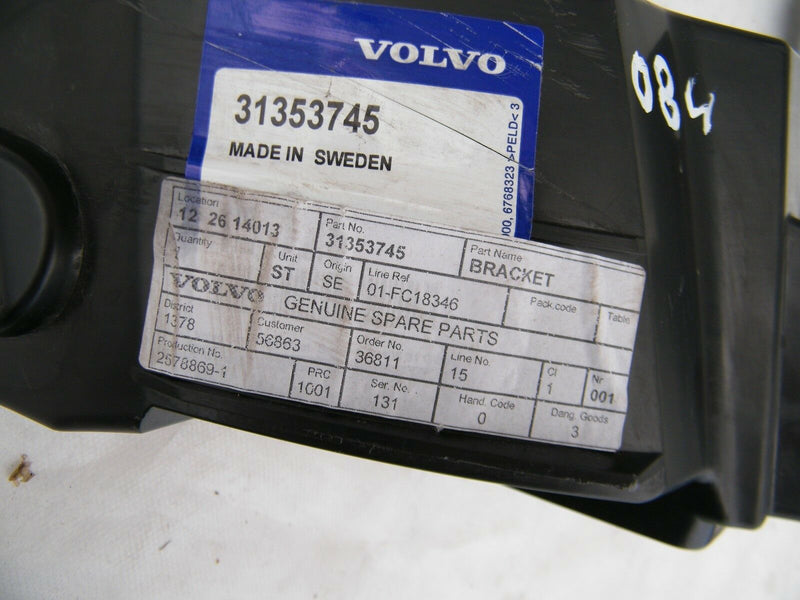 VOLVO
31353745
MADE IN SWEDEN
000, 6768323 >PELD< 3
084
Location
12 26 14013
Part No.
31353745
Part Name
BRACKET
Quantity
1
Unit
ST
Origin
SE
Line Ref
01-FC18346
Pack.code
Table
VOLVO
GENUINE SPARE PARTS
District
1378
Customer
56863
Order No.
36811
Line No.
15
CI
1
Nr
001
Production No.
2578869-1
PRC
1001
Ser. No.
131
Hand. Code
0
Dang. Goods
3